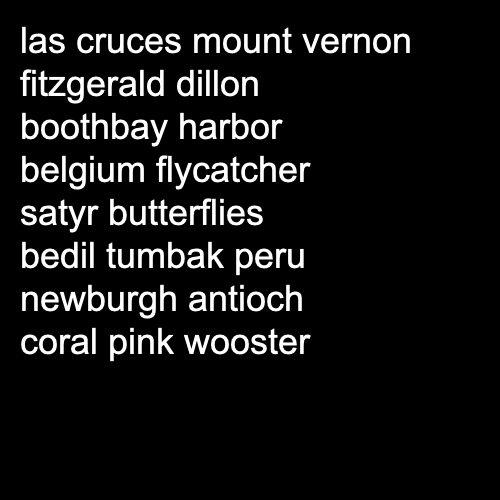 las cruces mount vernon
fitzgerald dillon
boothbay harbor
belgium flycatcher
satyr butterflies
bedil tumbak peru
newburgh antioch
coral pink wooster